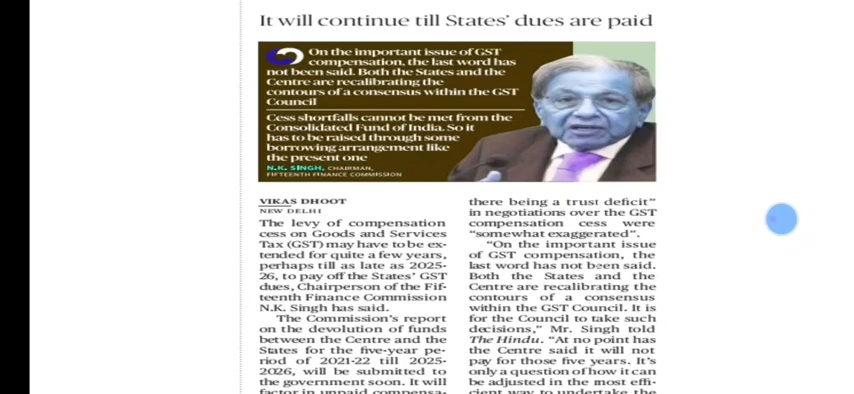 It will continue till States' dues are paid
On the important issue of GST
compensation, the last word has
not been said. Both the States and the
Centre are recalibrating the
contours of a consensus within the GST
Council
Cess shortfalls cannot be met from the
Consolidated Fund of India. So it
has to be raised through some
borrowing arrangement like
the present one
N.K. SINGH, CHAIRMAN,
FIFTEENTH FINANCE COMMISSION
VIKAS DHOOT
NEW DELHI
The levy of compensation
cess on Goods and Services
Tax (GST) may have to be ex-
tended for quite a few years,
perhaps till as late as 2025-
26, to pay off the States' GST
dues, Chairperson of the Fif-
teenth Finance Commission
N.K. Singh has said.
The Commission's report
on the devolution of funds
between the Centre and the
States for the five-year pe-
riod of 2021-22 till 2025-
2026, will be submitted to
the government soon. It will
factor in unpaid compensa-
there being a trust deficit"
in negotiations over the GST
compensation cess were
"somewhat exaggerated".
"On the important issue
of GST compensation, the
last word has not been said.
Both the States and the
Centre are recalibrating the
contours of a consensus
within the GST Council. It is
for the Council to take such
decisions," Mr. Singh told
The Hindu. "At no point has
the Centre said it will not
pay for those five years. It's
only a question of how it can
be adjusted in the most effi-
cient way to undertake the